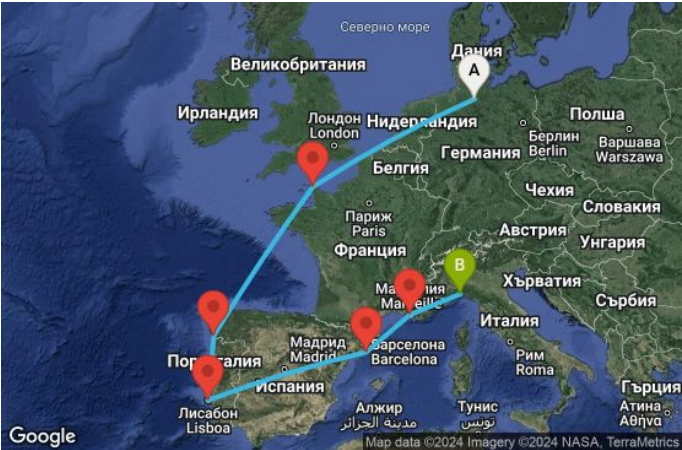 Северно море
Дания
A
Великобритания
Ирландия
Лондон
London
Нидерландия
Полша
Берлин
Berlin
Варшава
Warszawa
Германия
Белгия
Чехия
Словакия
Париж
Paris
Австрия
Унгария
Франция
B
Хърватия
Marseille
Сърбия
Италия
Мадрид
Madrid
Барселона
Barcelona
Португалия
Рим
Roma
Испания
Гърция
Лисабон
Lisboa
Алжир
مدينة الجزائر
Тунис
تونس
Атина
Αθήνα
Google
Map data ©2024 Imagery ©2024 NASA, TerraMetrics